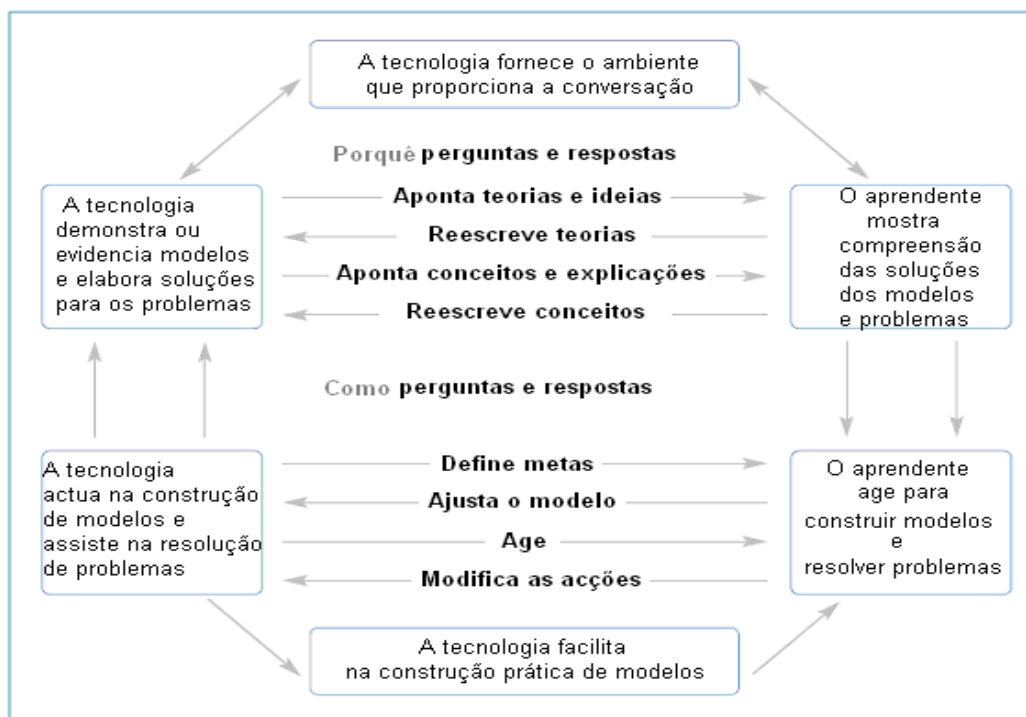 A tecnologia fornece o ambiente
que proporciona a conversação
Porquê perguntas e respostas
A tecnologia
demonstra ou
evidencia modelos
e elabora soluções
para os problemas
Aponta teorias e ideias
Reescreve teorias
Aponta conceitos e explicações
Reescreve conceitos
O aprendente
mostra
compreensão
das soluções
dos modelos
e problemas
Como perguntas e respostas
A tecnologia
actua na construção
de modelos e
assiste na resolução
de problemas
Define metas
Ajusta o modelo
Age
Modifica as acções
O aprendente
age para
construir modelos
e
resolver problemas
A tecnologia facilita
na construção prática de modelos